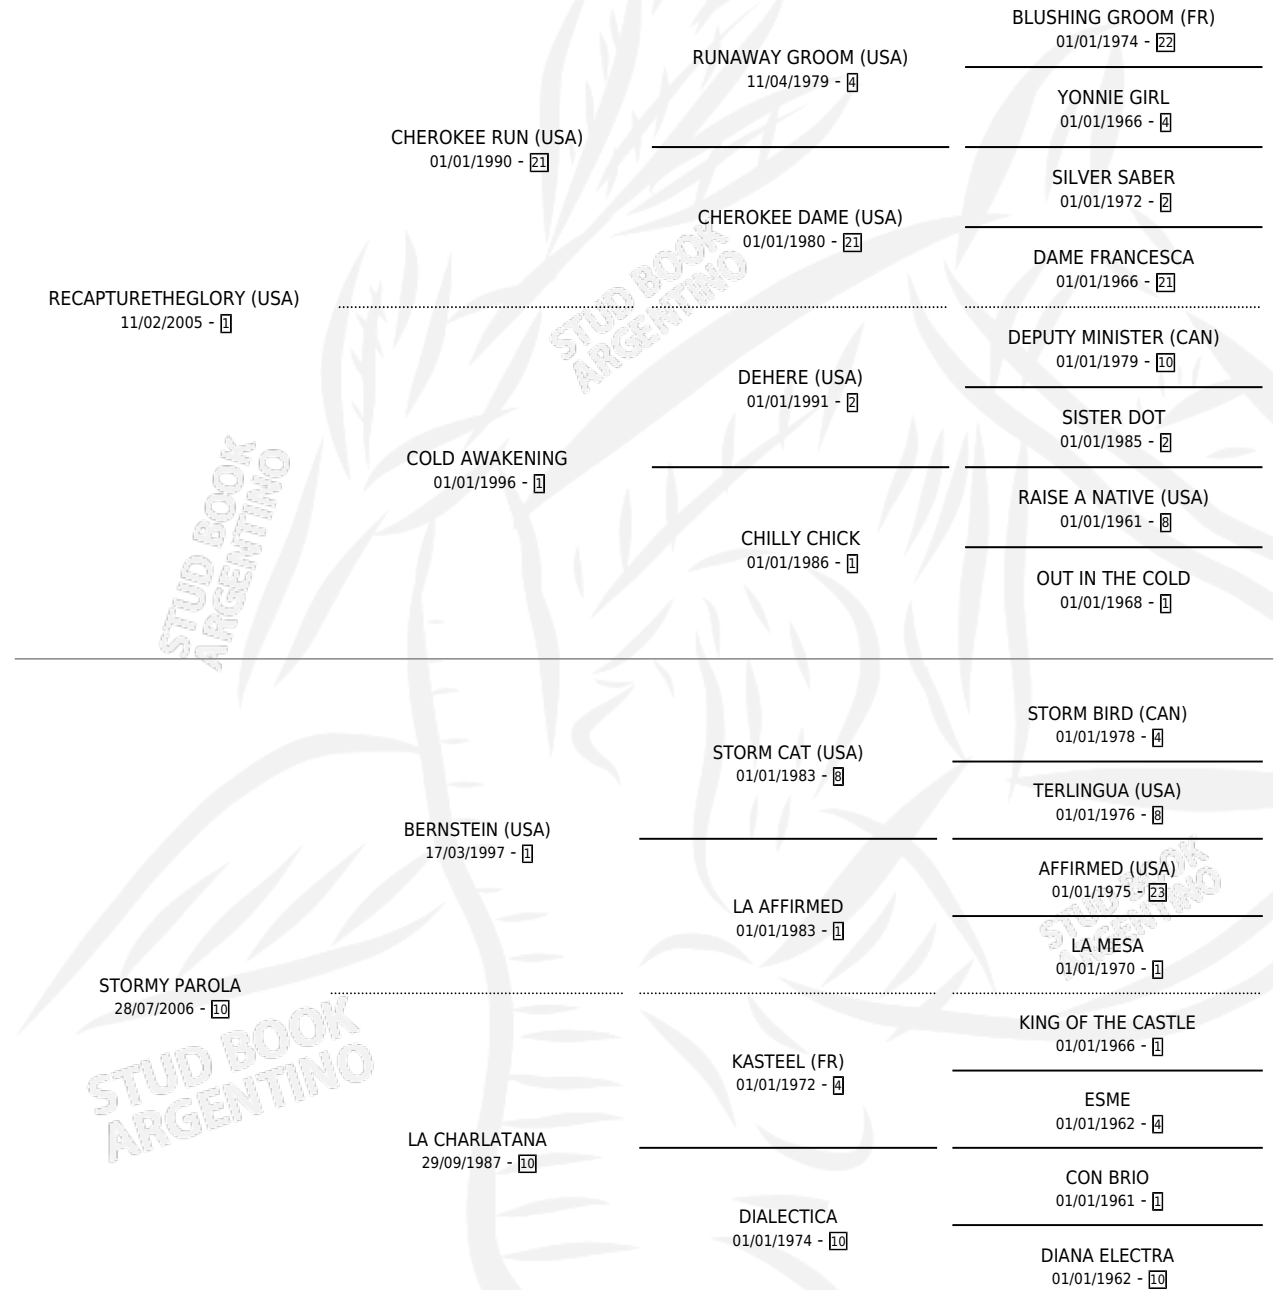 BLUSHING GROOM (FR)
01/01/1974 - 22
RUNAWAY GROOM (USA)
11/04/1979 - 4
YONNIE GIRL
01/01/1966 - 4
CHEROKEE RUN (USA)
01/01/1990 - 21
SILVER SABER
01/01/1972 - 2
CHEROKEE DAME (USA)
01/01/1980 - 21
DAME FRANCESCA
01/01/1966 - 21
RECAPTURETHEGLORY (USA)
11/02/2005 - 1
DEPUTY MINISTER (CAN)
01/01/1979 - 10
DEHERE (USA)
01/01/1991 - 2
SISTER DOT
01/01/1985 - 2
COLD AWAKENING
01/01/1996 - 1
RAISE A NATIVE (USA)
01/01/1961 - 8
CHILLY CHICK
01/01/1986 - 1
OUT IN THE COLD
01/01/1968 - 1
STORM BIRD (CAN)
01/01/1978 - 4
STORM CAT (USA)
01/01/1983 - 8
TERLINGUA (USA)
01/01/1976 - 8
BERNSTEIN (USA)
17/03/1997 - 1
AFFIRMED (USA)
01/01/1975 - 23
LA AFFIRMED
01/01/1983 - 1
LA MESA
01/01/1970 - 1
STORMY PAROLA
28/07/2006 - 10
KING OF THE CASTLE
01/01/1966 - 1
KASTEEL (FR)
01/01/1972 - 4
ESME
01/01/1962 - 4
LA CHARLATANA
29/09/1987 - 10
CON BRIO
01/01/1961 - 1
DIALECTICA
01/01/1974 - 10
DIANA ELECTRA
01/01/1962 - 10
STUD BOOK
ARGENTINO
STUD BOOK
ARGENTINO
STUD BOOK
ARGENTINO
STUD BOOK
ARGENTINO